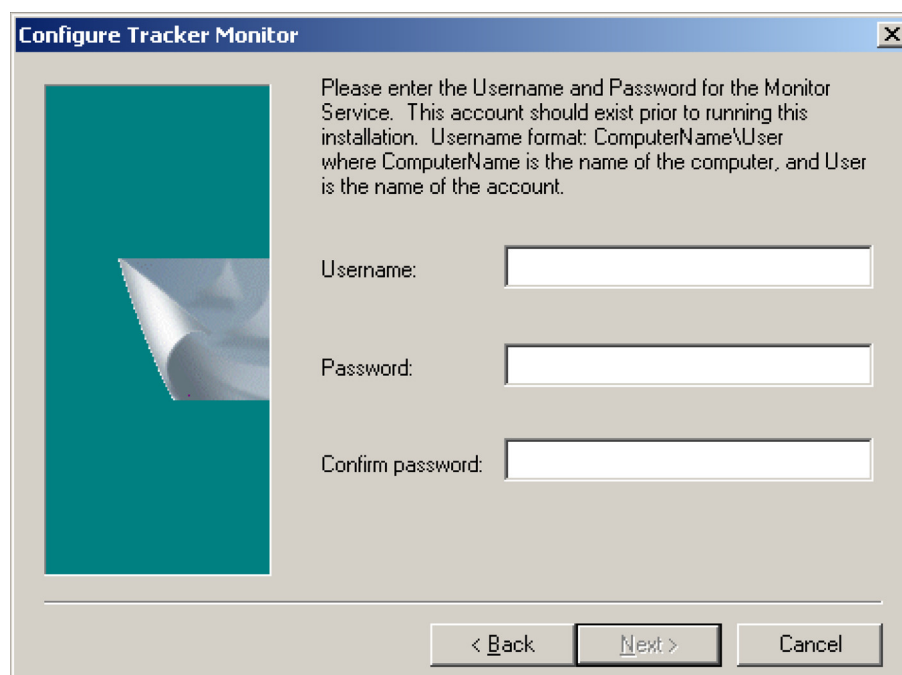 Configure Tracker Monitor
Please enter the Username and Password for the Monitor
Service.  This account should exist prior to running this
installation.  Username format: ComputerName\User
where ComputerName is the name of the computer, and User
is the name of the account.
Username:
Password:
Confirm password:
< Back
Next >
Cancel